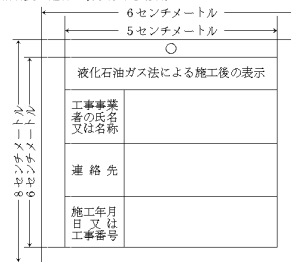 6センチメートル
5センチメートル
液化石油ガス法による施工後の表示
工事事業
者の氏名
又は名称
連絡先
施工年月
日又は
工事番号
8センチメートル
6センチメートル